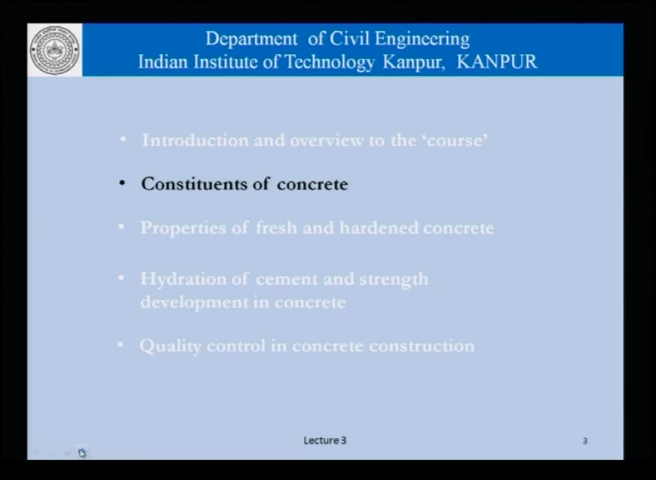 Department of Civil Engineering
Indian Institute of Technology Kanpur, KANPUR
• Introduction and overview to the ‘course’
• Constituents of concrete
• Properties of fresh and hardened concrete
• Hydration of cement and strength
development in concrete
• Quality control in concrete construction
Lecture 3
3